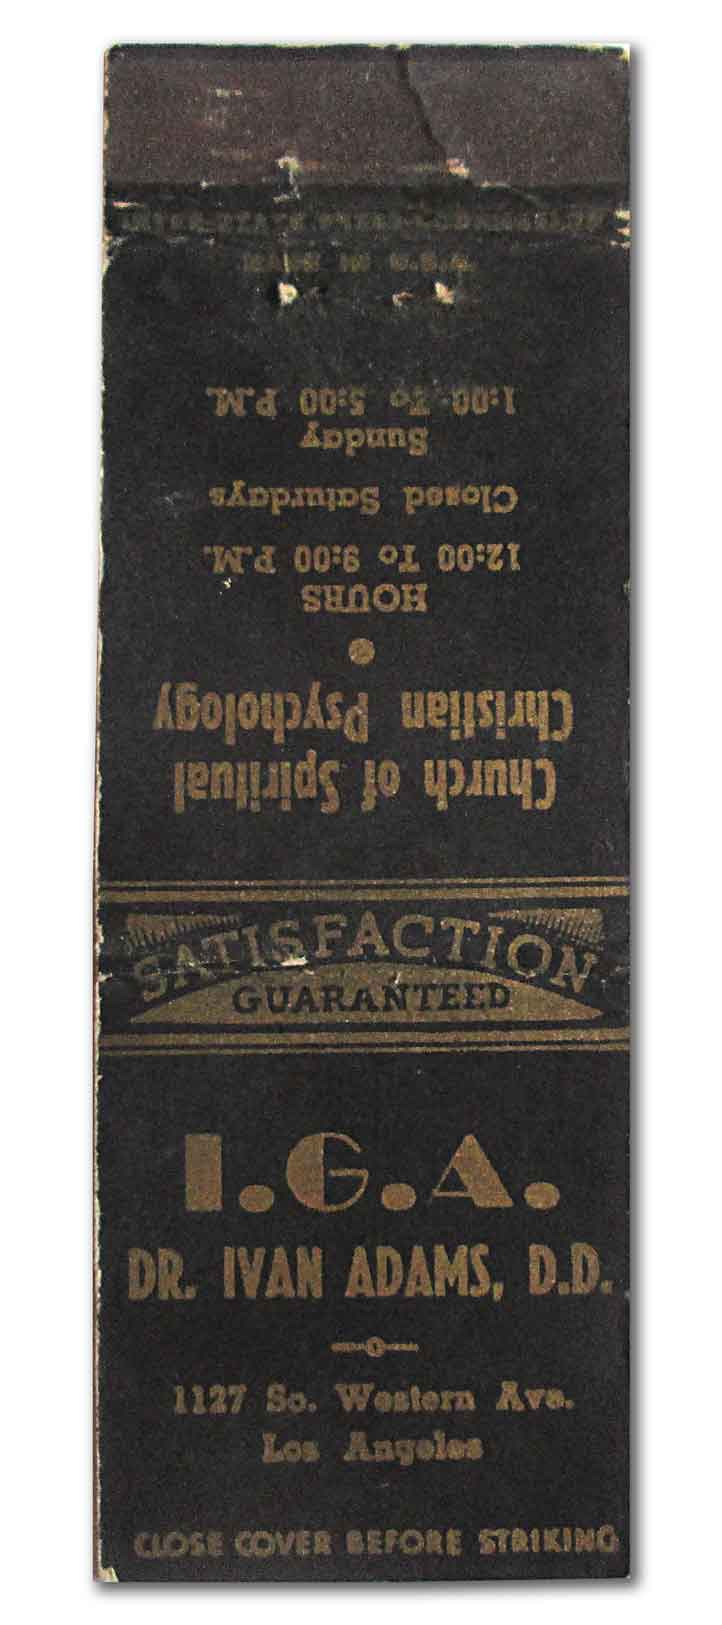 SATISFACTION
GUARANTEED
I.G.A.
DR. IVAN ADAMS, D.D.
1127 So. Western Ave.
Los Angeles
CLOSE COVER BEFORE STRIKING
Church of Spiritual
Christian Psychology
HOURS
12:00 To 9:00 P.M.
Closed Saturdays
Sunday
1:00 To 5:00 P.M.